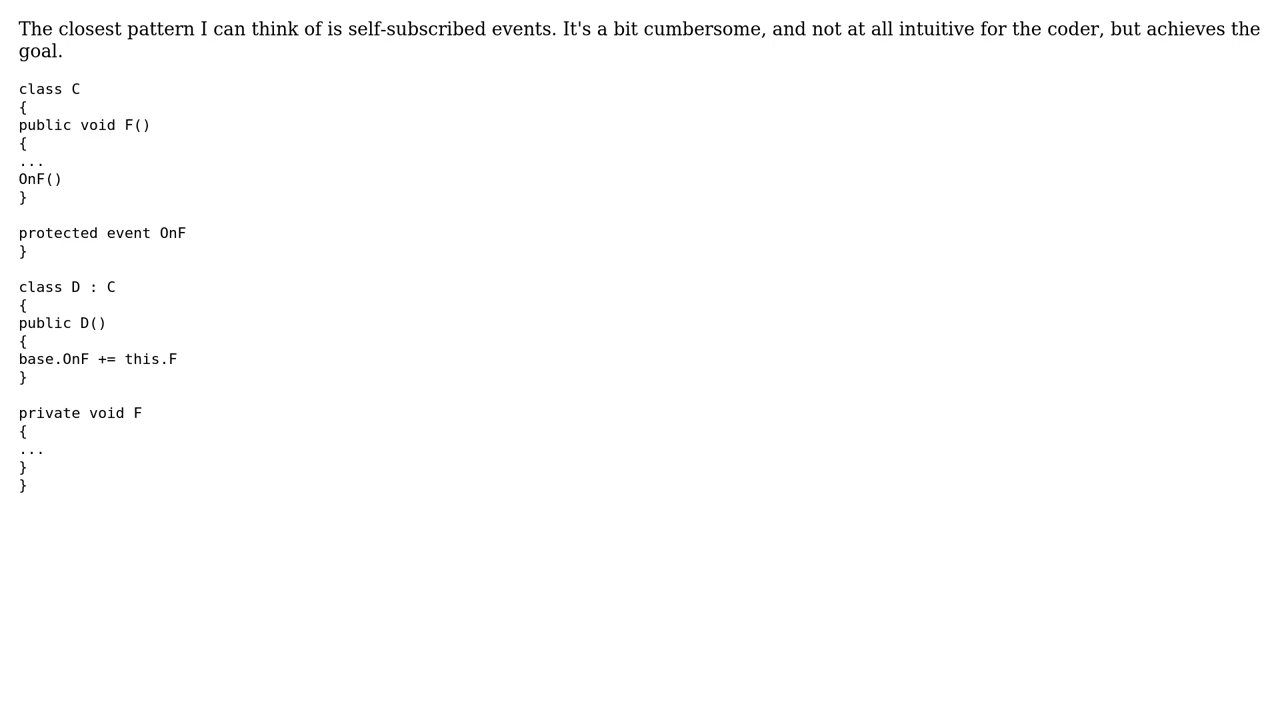 The closest pattern I can think of is self-subscribed events. It's a bit cumbersome, and not at all intuitive for the coder, but achieves the
goal.
class C
{
public void F()
{
...
OnF()
}
protected event OnF
}
class D : C
{
public D()
{
base.OnF += this.F
}
private void F
{
...
}
}